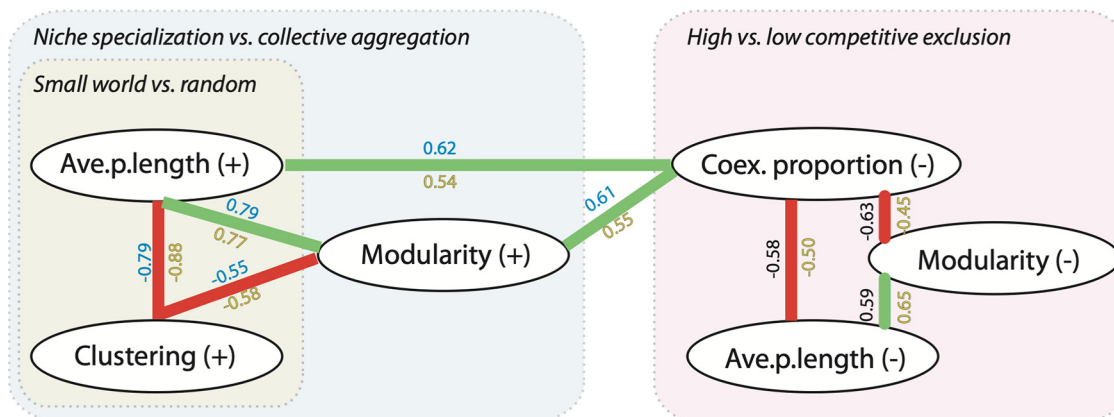 Niche specialization vs. collective aggregation
High vs. low competitive exclusion
Small world vs. random
Ave.p.length (+)
0.62
0.54
Coex. proportion (-)
0.79
0.77
0.61
0.55
-0.63
-0.45
-0.79
-0.88
Modularity (+)
-0.58
-0.50
Modularity (-)
-0.55
-0.58
0.59
0.65
Clustering (+)
Ave.p.length (-)